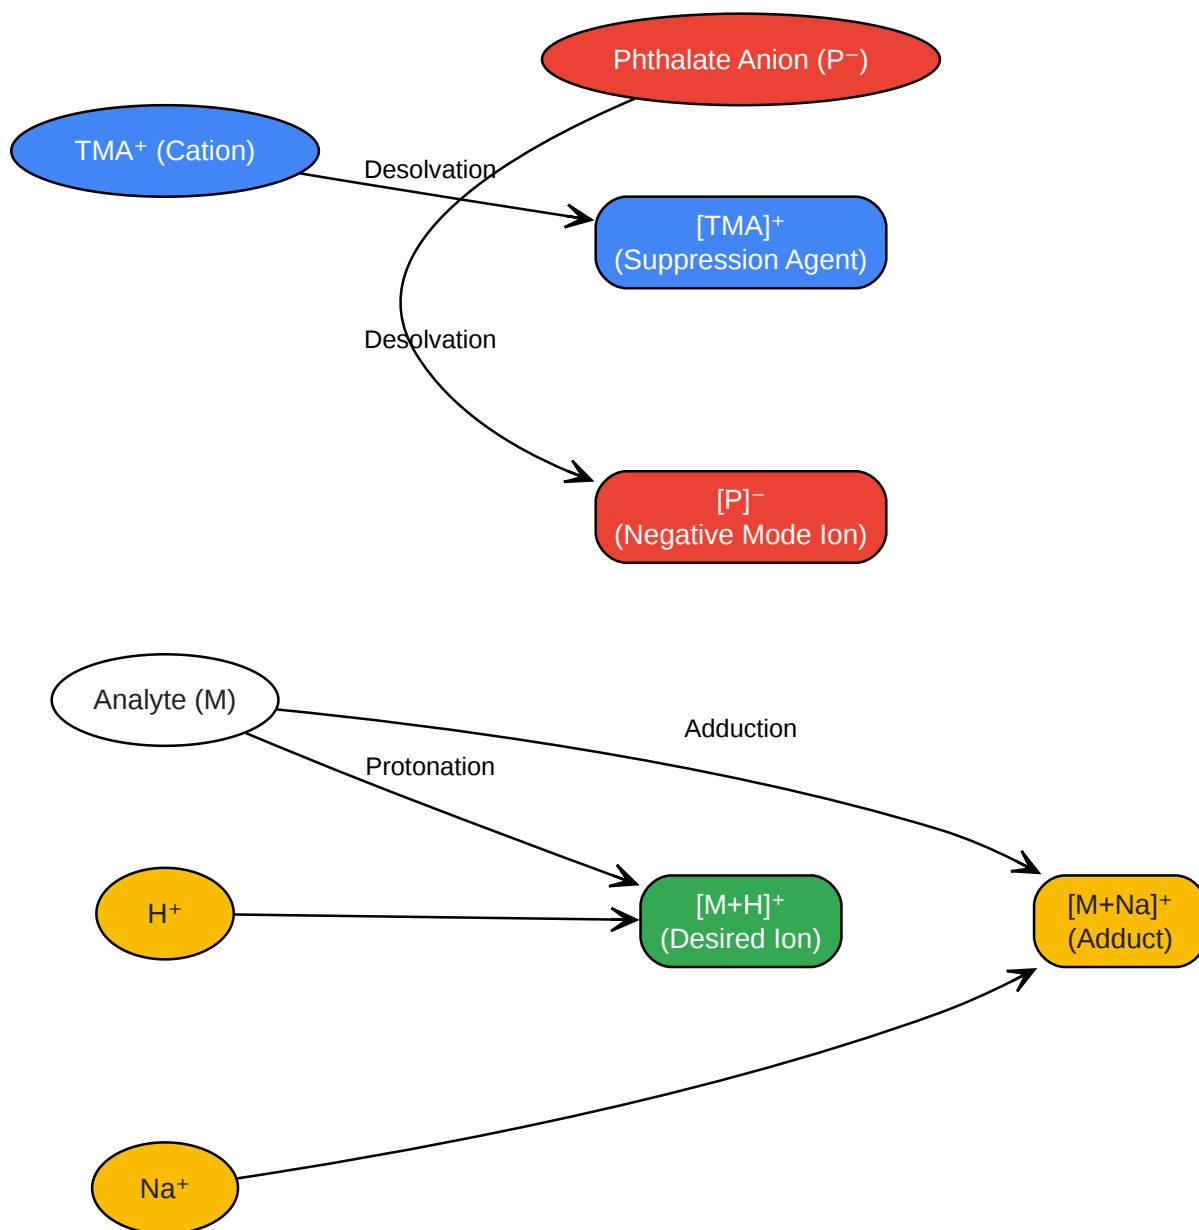 Phthalate Anion (P⁻)
TMA⁺ (Cation)
Desolvation
[TMA]⁺
(Suppression Agent)
Desolvation
[P]⁻
(Negative Mode Ion)
Analyte (M)
Adduction
Protonation
H⁺
[M+H]⁺
(Desired Ion)
[M+Na]⁺
(Adduct)
Na⁺